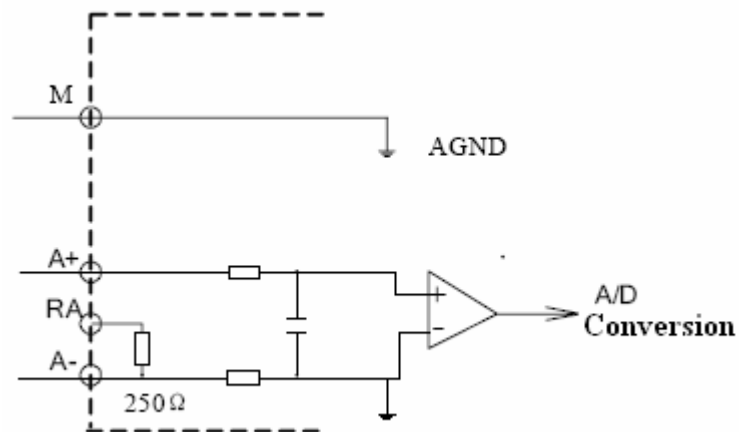 M
AGND
A+
RA
A-
250Ω
+
-
A/D
Conversion